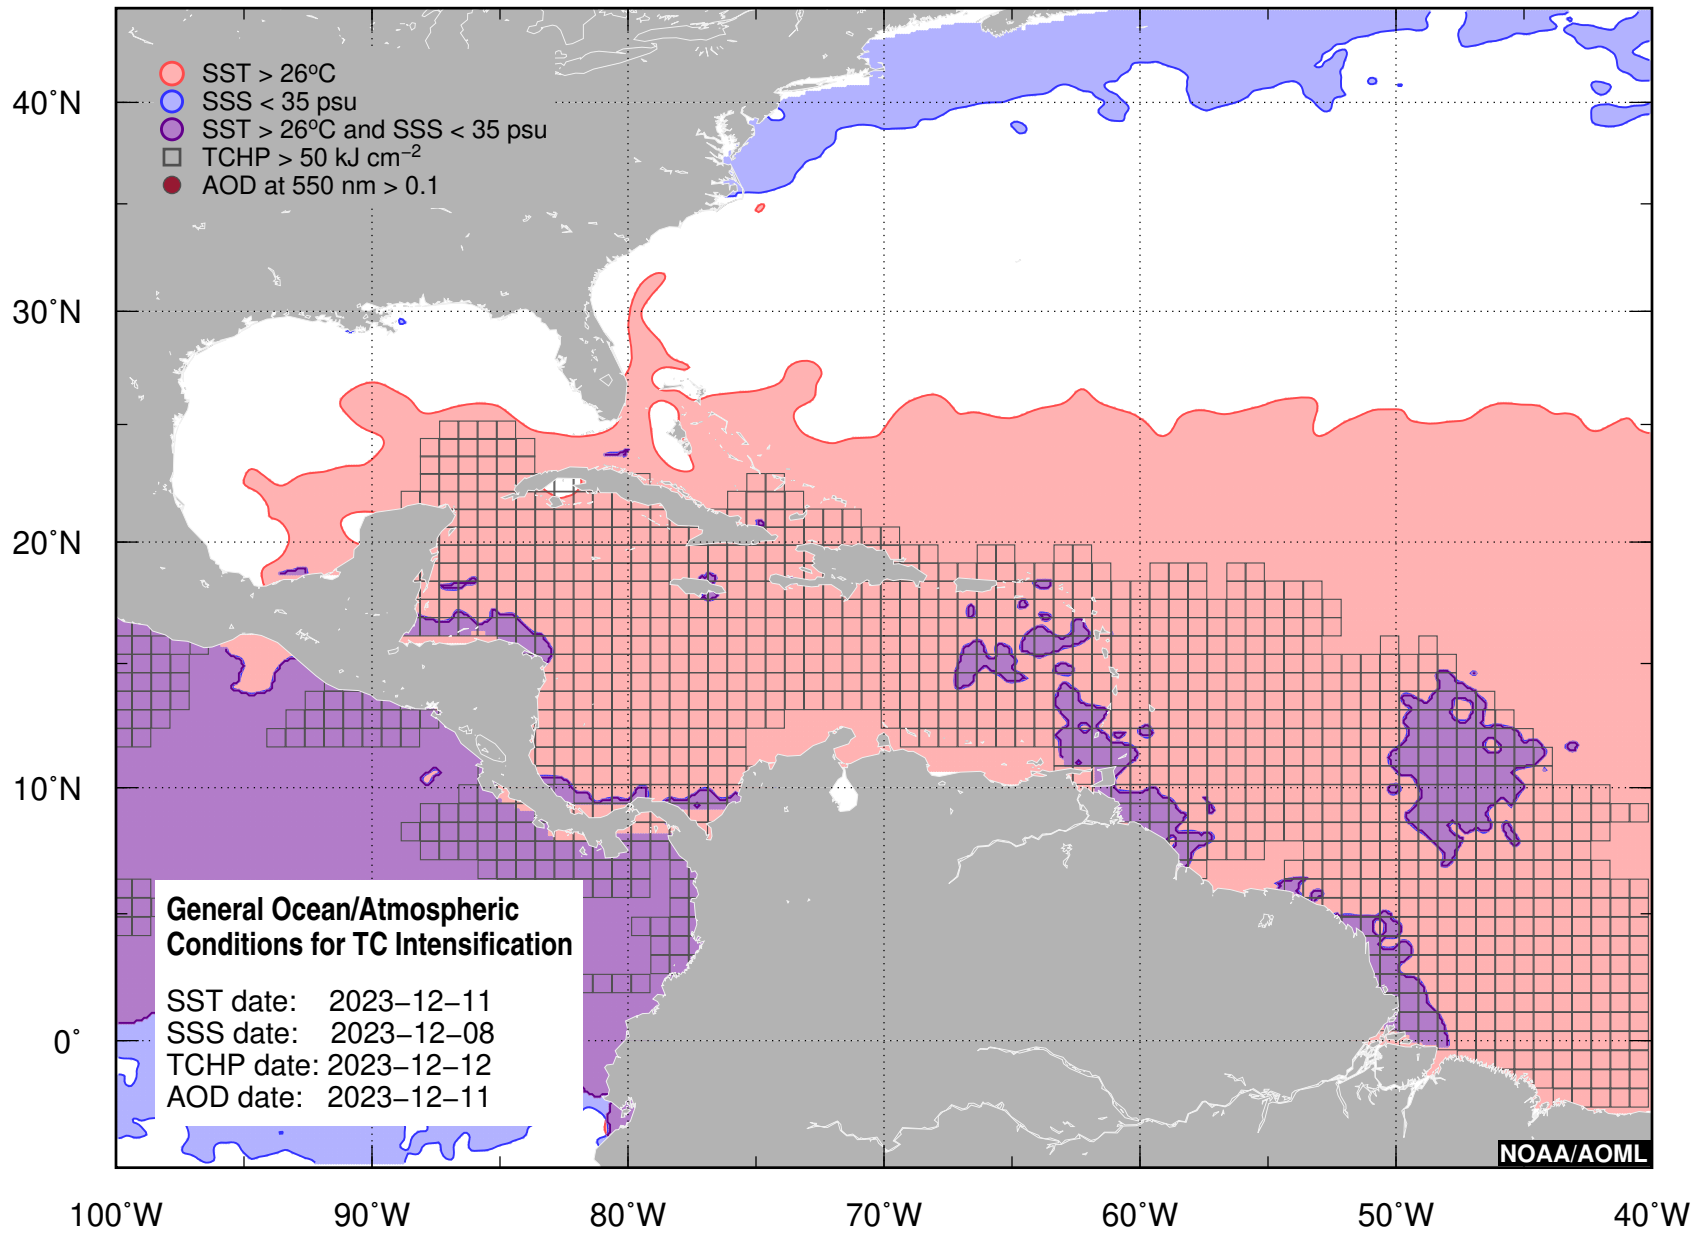 SST > 26°C
SSS < 35 psu
SST > 26°C and SSS < 35 psu
TCHP > 50 kJ cm⁻²
AOD at 550 nm > 0.1
40°N
30°N
20°N
10°N
0°
General Ocean/Atmospheric
Conditions for TC Intensification
SST date: 2023−12−11
SSS date: 2023−12−08
TCHP date: 2023−12−12
AOD date: 2023−12−11
NOAA/AOML
100°W 90°W 80°W 70°W 60°W 50°W 40°W